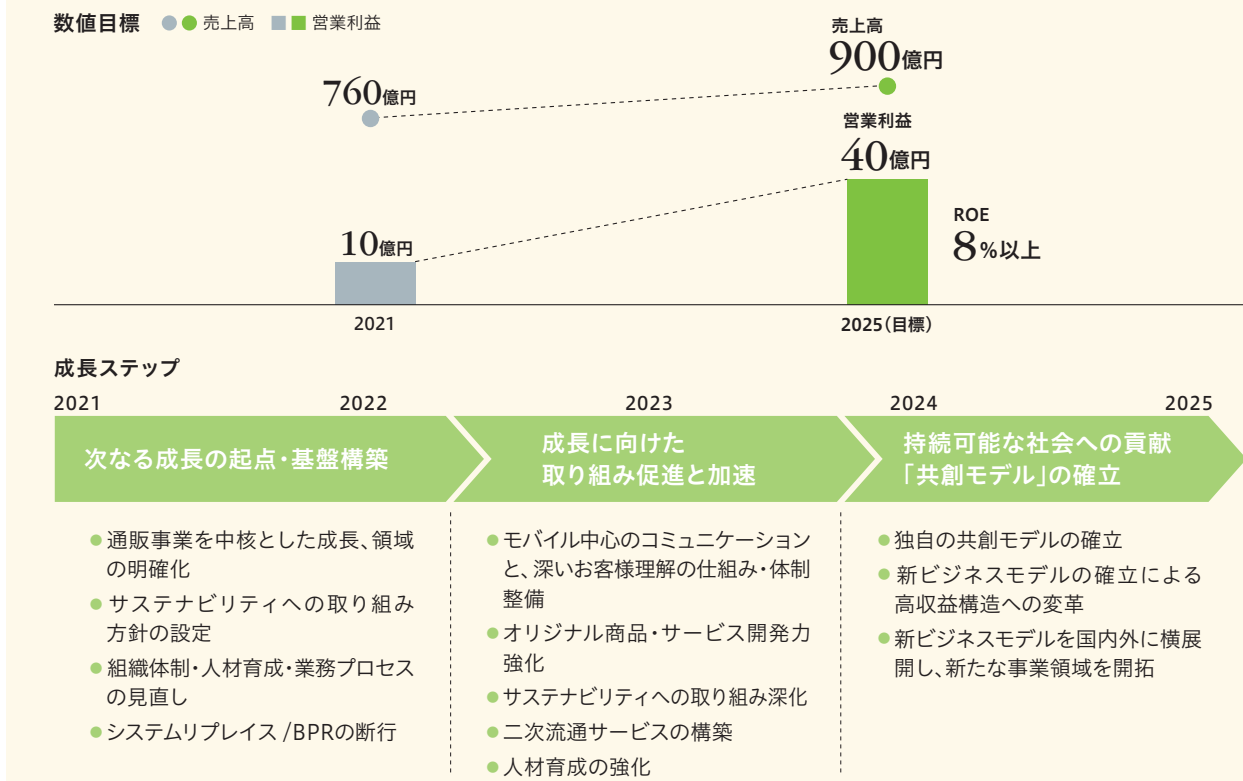 数値目標 売上高 営業利益
売上高
900億円
760億円
営業利益
40億円
ROE
8%以上
10億円
2021
2025(目標)
成長ステップ
2021 2022 2023 2024 2025
次なる成長の起点・基盤構築
成長に向けた
取り組み促進と加速
持続可能な社会への貢献
「共創モデル」の確立
●通販事業を中核とした成長、領域
の明確化
●サステナビリティへの取り組み
方針の設定
●組織体制・人材育成・業務プロセス
の見直し
●システムリプレイス /BPRの断行
●モバイル中心のコミュニケーション
と、深いお客様理解の仕組み・体制
整備
●オリジナル商品・サービス開発力
強化
●サステナビリティへの取り組み深化
●二次流通サービスの構築
●人材育成の強化
●独自の共創モデルの確立
●新ビジネスモデルの確立による
高収益構造への変革
●新ビジネスモデルを国内外に横展
開し、新たな事業領域を開拓